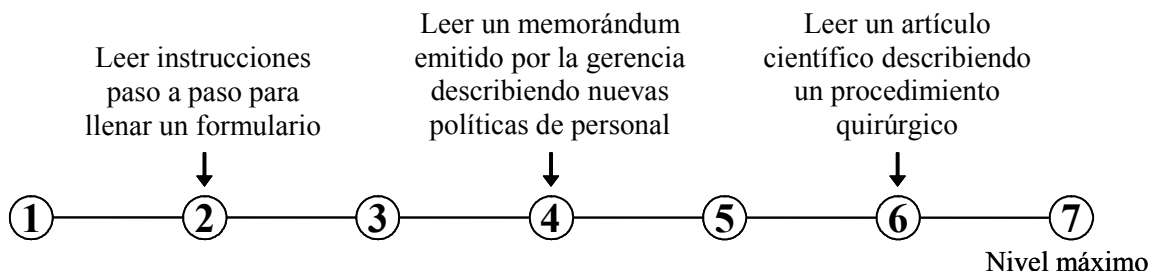 Leer instrucciones
paso a paso para
llenar un formulario
Leer un memorándum
emitido por la gerencia
describiendo nuevas
políticas de personal
Leer un artículo
científico describiendo
un procedimiento
quirúrgico
1 2 3 4 5 6 7
Nivel máximo